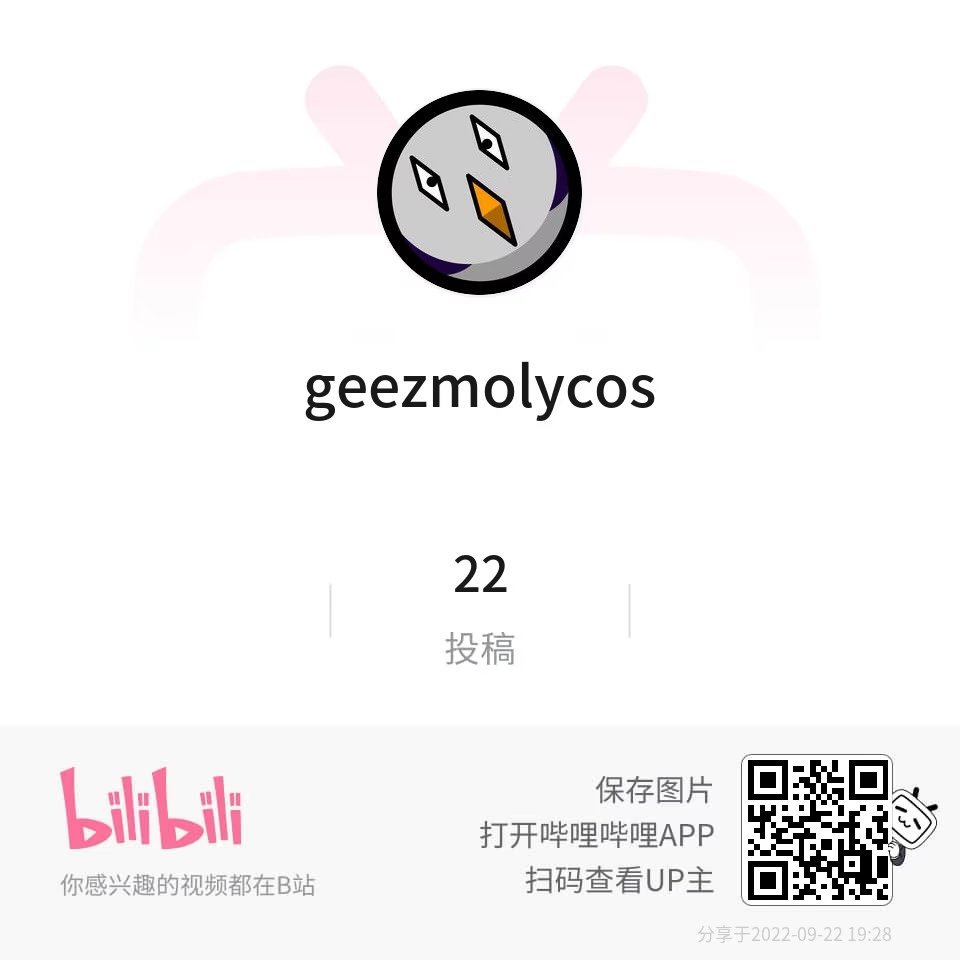 geezmolycos
22
投稿
bilibili
你感兴趣的视频都在B站
保存图片
打开哔哩哔哩APP
扫码查看UP主
分享于2022-09-22 19:28